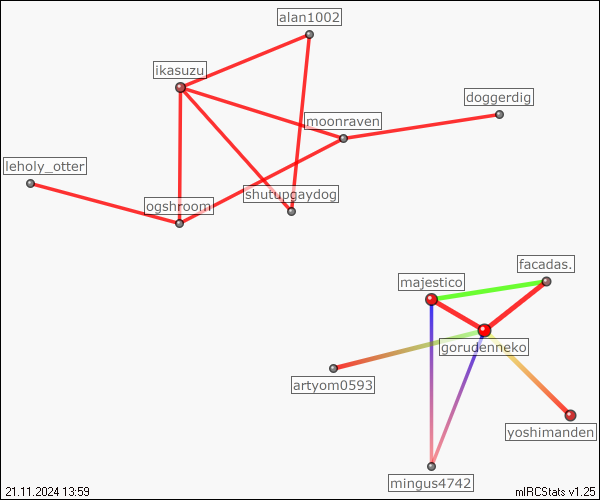 alan1002
ikasuzu
doggerdig
moonraven
leholy_otter
shutupgaydog
ogshroom
facadas.
majestico
gorudenneko
artyom0593
yoshimanden
mingus4742
21.11.2024 13:59
mIRCStats v1.25